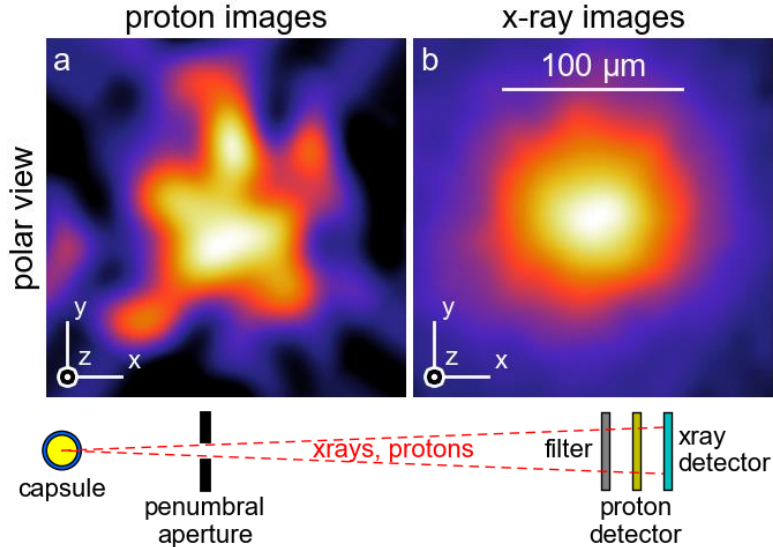 proton images
x-ray images
polar view
a
b
100 µm
y
z
x
y
z
x
xrays, protons
capsule
penumbral
aperture
filter
proton
detector
xray
detector